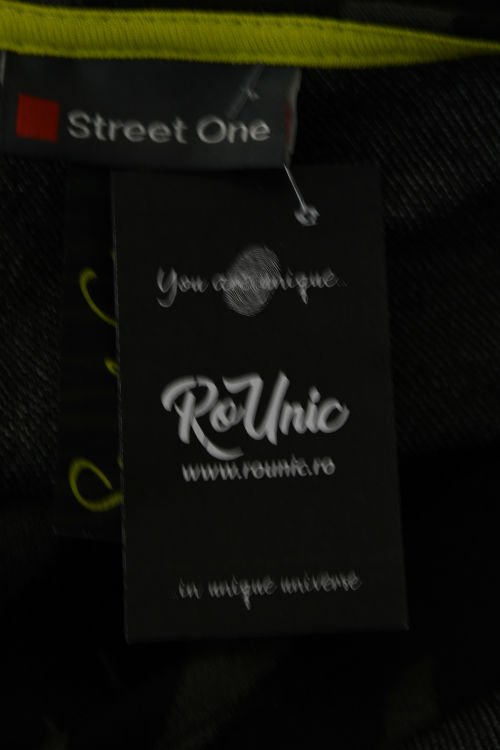 Street One
You are unique..
RoUnic
www.rounic.ro
...in unique universe